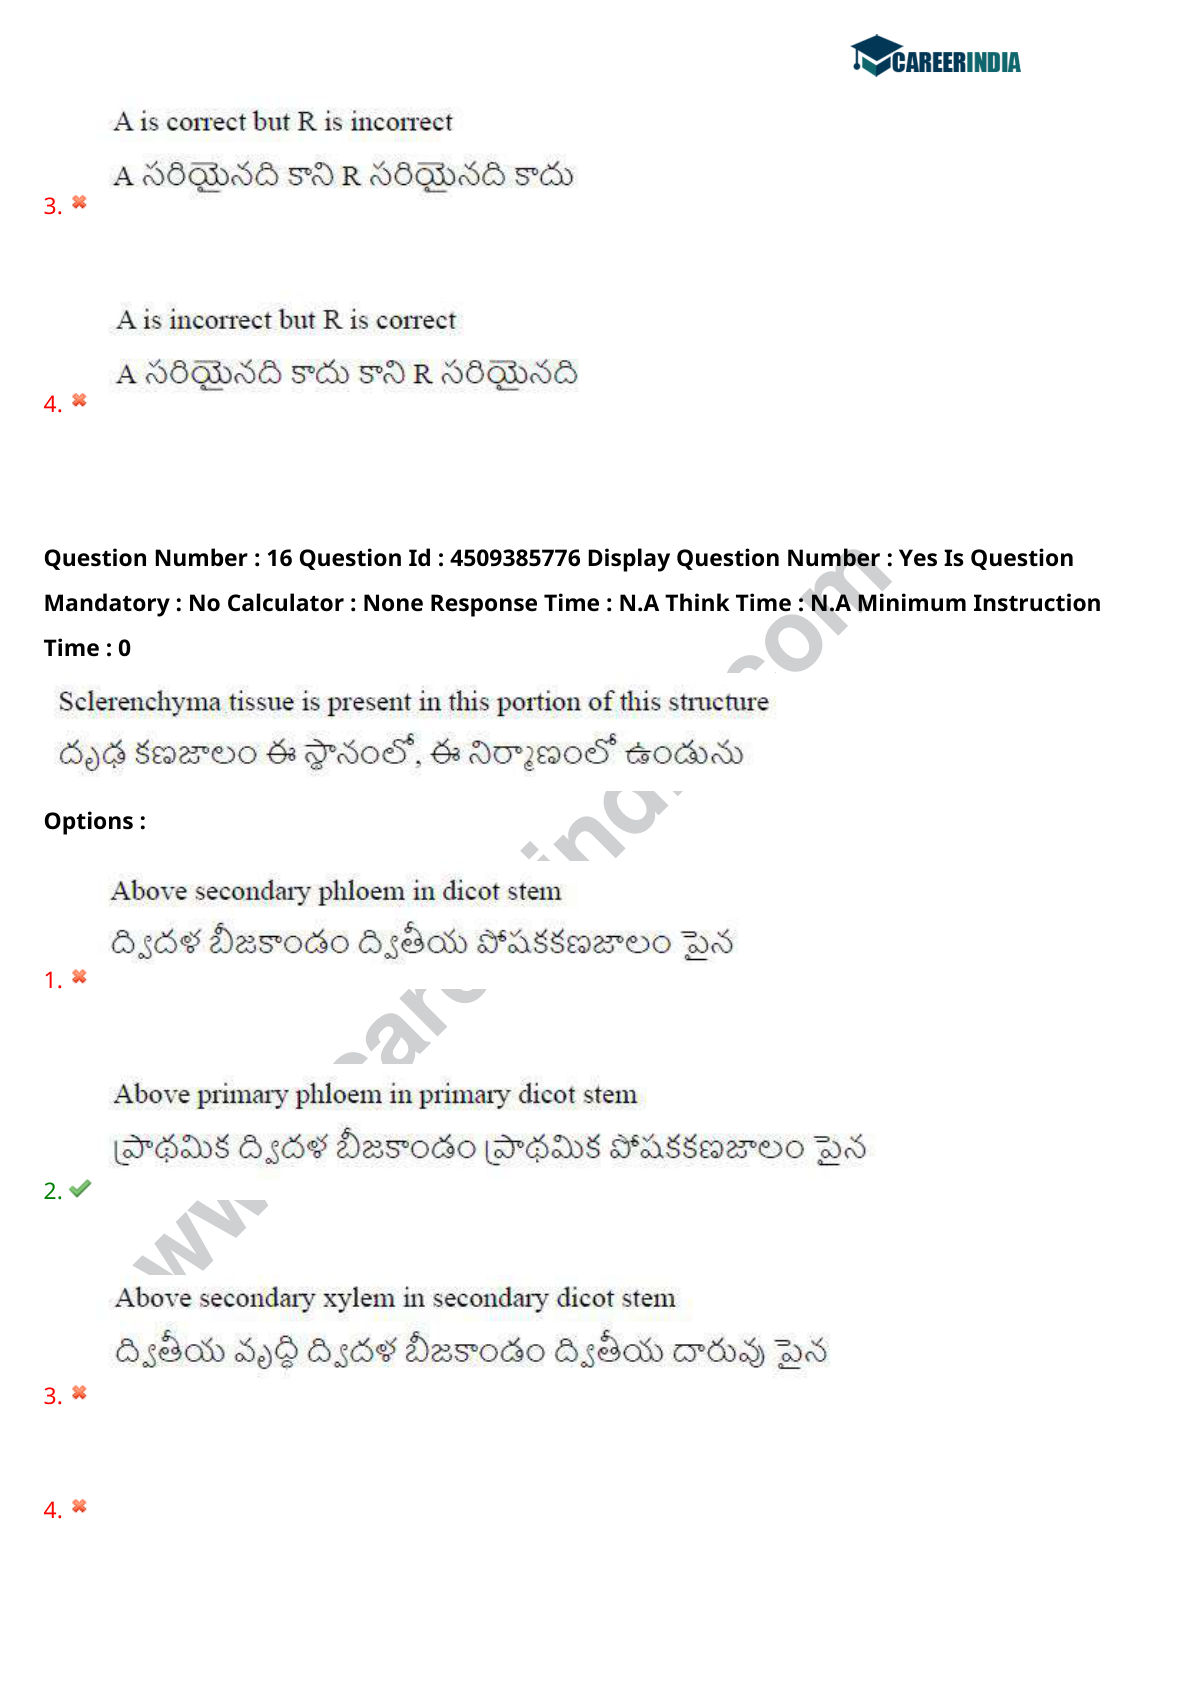 CAREERINDIA
A is correct but R is incorrect
A సరియైనది కాని R సరియైనది కాదు
3.
A is incorrect but R is correct
A సరియైనది కాదు కాని R సరియైనది
4.
Question Number : 16 Question Id : 4509385776 Display Question Number : Yes Is Question
Mandatory : No Calculator : None Response Time : N.A Think Time : N.A Minimum Instruction
Time : 0
Sclerenchyma tissue is present in this portion of this structure
దృఢ కణజాలం ఈ స్థానంలో, ఈ నిర్మాణంలో ఉండును
Options :
Above secondary phloem in dicot stem
ద్విదళ బీజకాండం ద్వితీయ పోషకకణజాలం పైన
1.
Above primary phloem in primary dicot stem
ప్రాథమిక ద్విదళ బీజకాండం ప్రాథమిక పోషకకణజాలం పైన
2.
Above secondary xylem in secondary dicot stem
ద్వితీయ వృద్ధి ద్విదళ బీజకాండం ద్వితీయ దారువు పైన
3.
4.